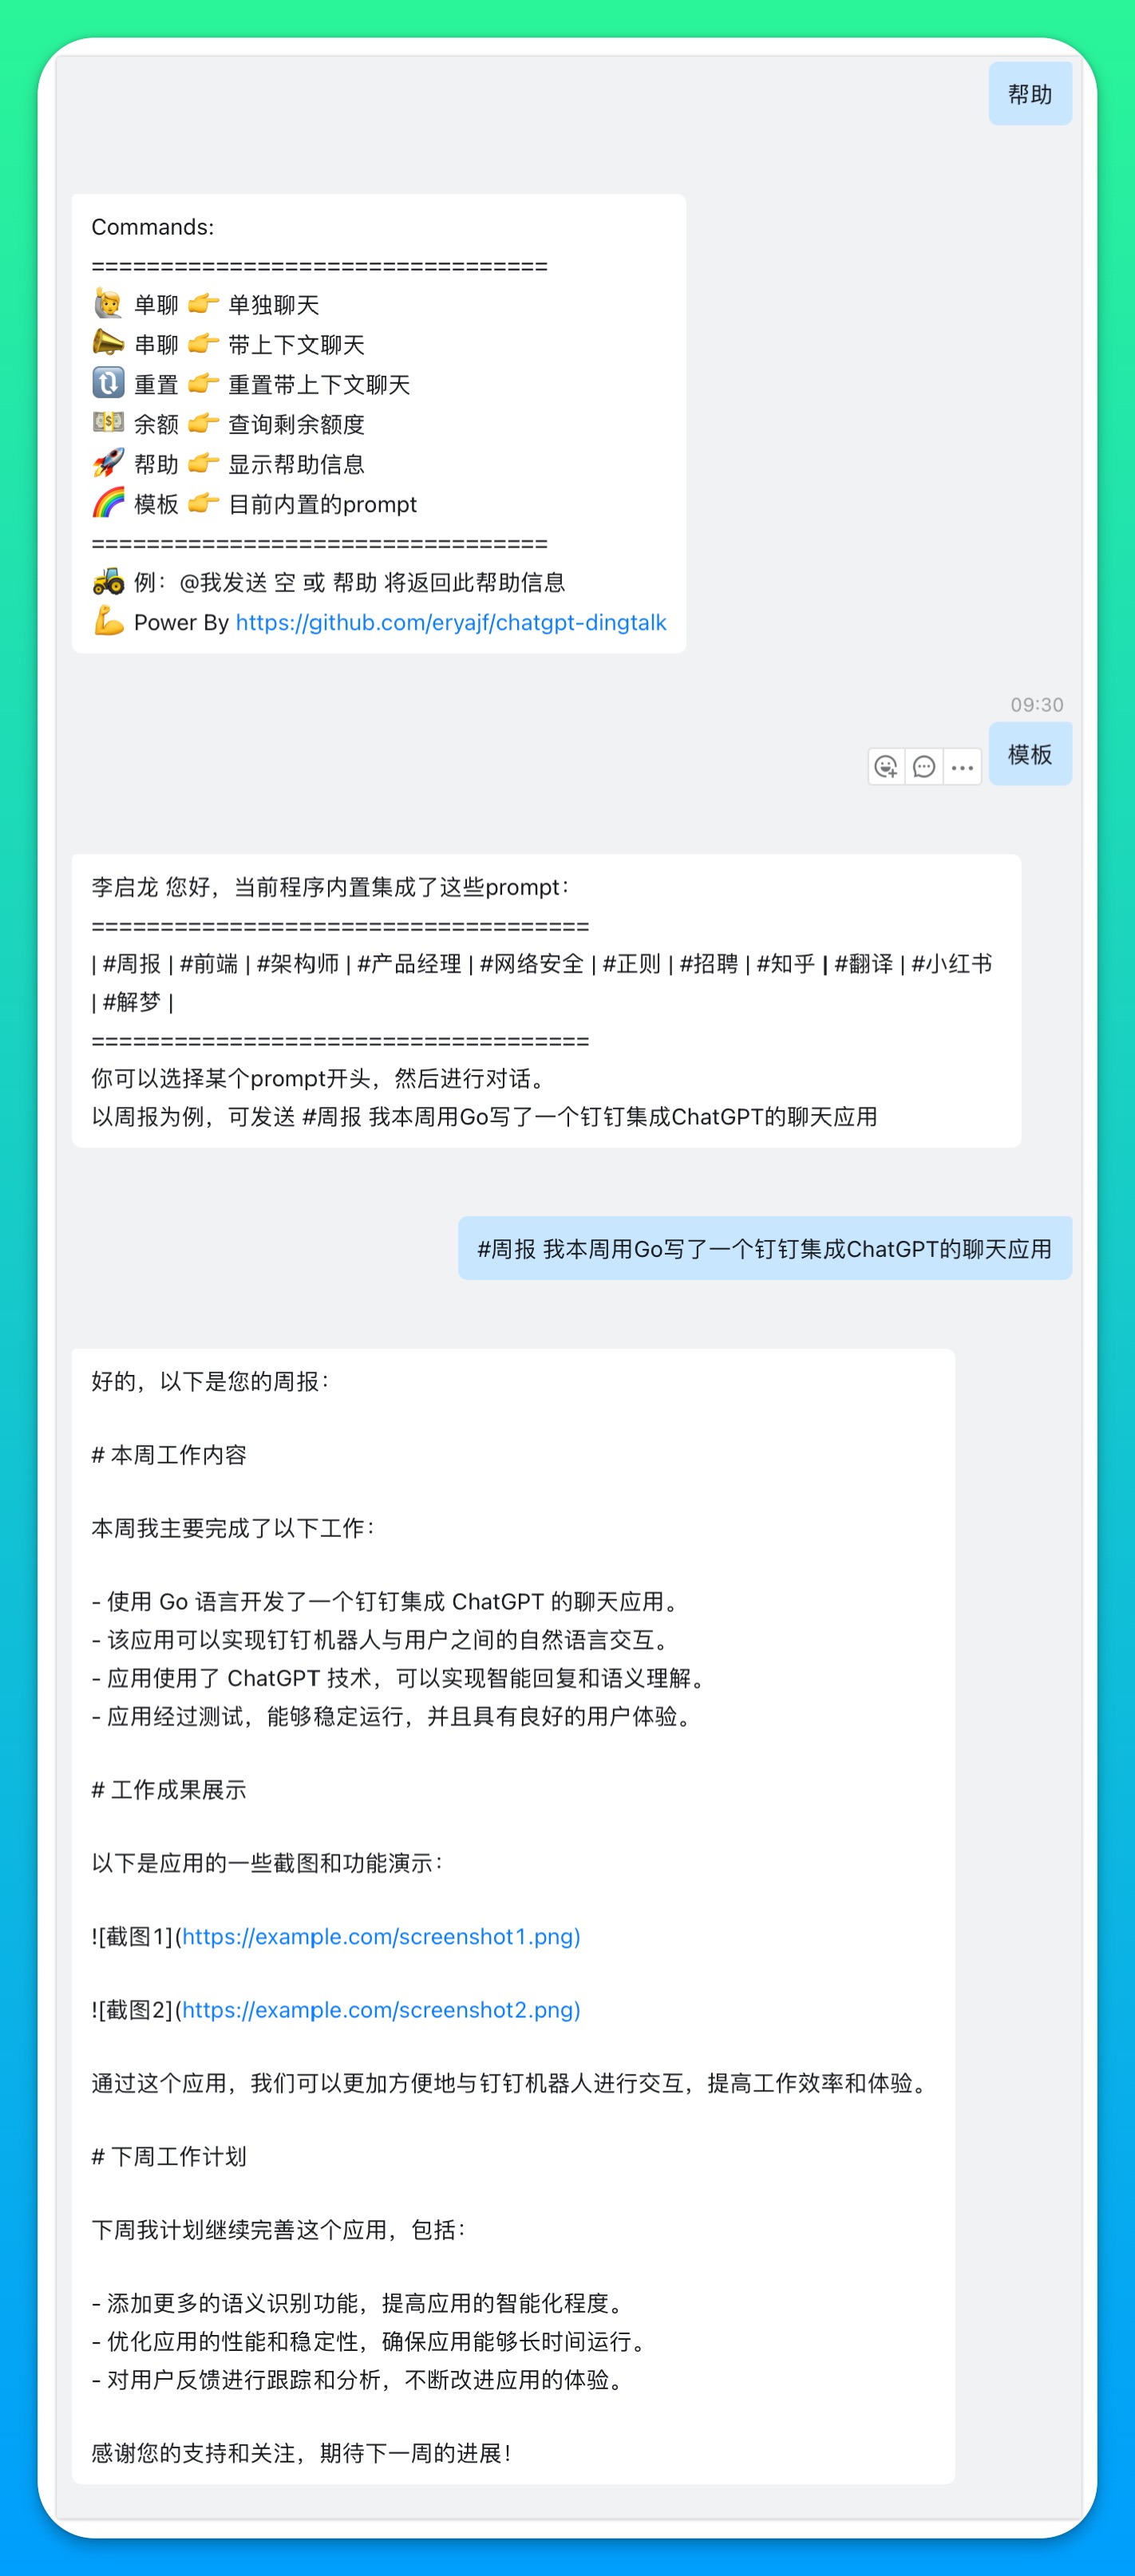 帮助
Commands:
=================================
🙋 单聊 👉 单独聊天
📣 串聊 👉 带上下文聊天
🔃 重置 👉 重置带上下文聊天
💵 余额 👉 查询剩余额度
🚀 帮助 👉 显示帮助信息
🌈 模板 👉 目前内置的prompt
=================================
🚜 例：@我发送 空 或 帮助 将返回此帮助信息
💪 Power By https://github.com/eryajf/chatgpt-dingtalk
09:30
模板
李启龙 您好，当前程序内置集成了这些prompt：
====================================
| #周报 | #前端 | #架构师 | #产品经理 | #网络安全 | #正则 | #招聘 | #知乎 | #翻译 | #小红书
| #解梦 |
====================================
你可以选择某个prompt开头，然后进行对话。
以周报为例，可发送 #周报 我本周用Go写了一个钉钉集成ChatGPT的聊天应用
#周报 我本周用Go写了一个钉钉集成ChatGPT的聊天应用
好的，以下是您的周报：
# 本周工作内容
本周我主要完成了以下工作：
- 使用 Go 语言开发了一个钉钉集成 ChatGPT 的聊天应用。
- 该应用可以实现钉钉机器人与用户之间的自然语言交互。
- 应用使用了 ChatGPT 技术，可以实现智能回复和语义理解。
- 应用经过测试，能够稳定运行，并且具有良好的用户体验。
# 工作成果展示
以下是应用的一些截图和功能演示：
![截图1](https://example.com/screenshot1.png)
![截图2](https://example.com/screenshot2.png)
通过这个应用，我们可以更加方便地与钉钉机器人进行交互，提高工作效率和体验。
# 下周工作计划
下周我计划继续完善这个应用，包括：
- 添加更多的语义识别功能，提高应用的智能化程度。
- 优化应用的性能和稳定性，确保应用能够长时间运行。
- 对用户反馈进行跟踪和分析，不断改进应用的体验。
感谢您的支持和关注，期待下一周的进展！